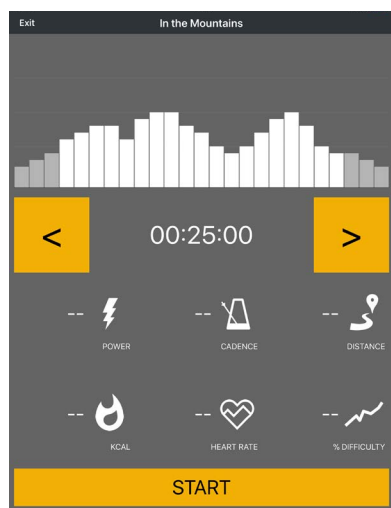 Exit
In the Mountains
<
00:25:00
>
--
--
--
POWER
CADENCE
DISTANCE
--
--
--
KCAL
HEART RATE
% DIFFICULTY
START